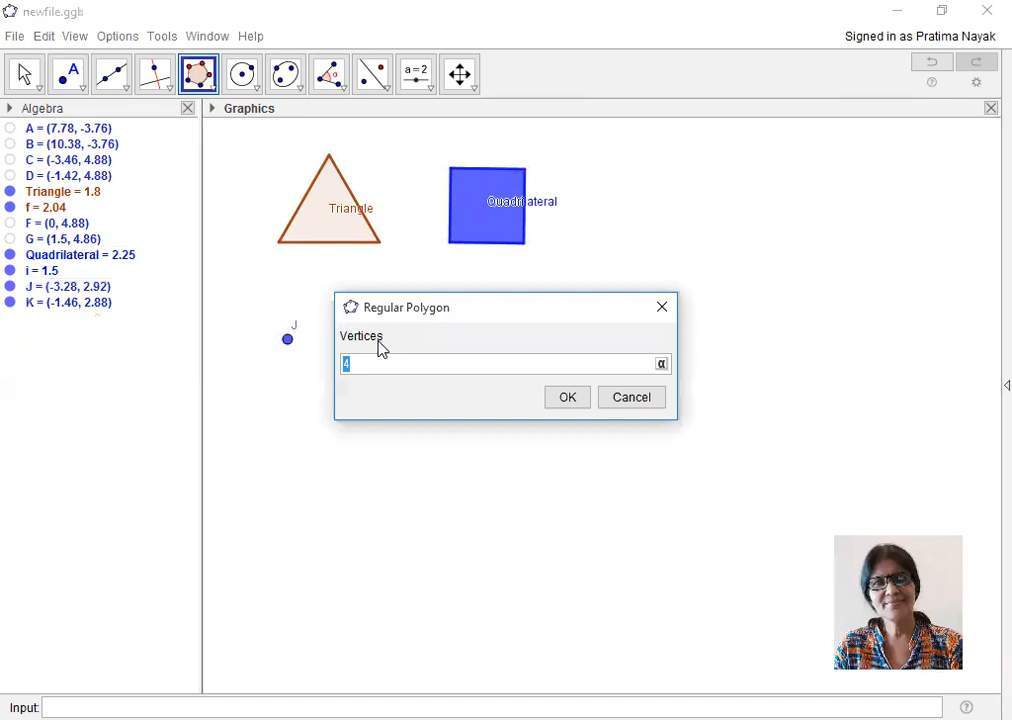 newfile.ggb
File Edit View Options Tools Window Help
Signed in as Pratima Nayak
A
α
a=2
Algebra
Graphics
A = (7.78, -3.76)
B = (10.38, -3.76)
C = (-3.46, 4.88)
D = (-1.42, 4.88)
Triangle = 1.8
f = 2.04
F = (0, 4.88)
G = (1.5, 4.86)
Quadrilateral = 2.25
i = 1.5
J = (-3.28, 2.92)
K = (-1.46, 2.88)
Triangle
Quadrilateral
J
Regular Polygon
Vertices
4
α
OK Cancel
Input: